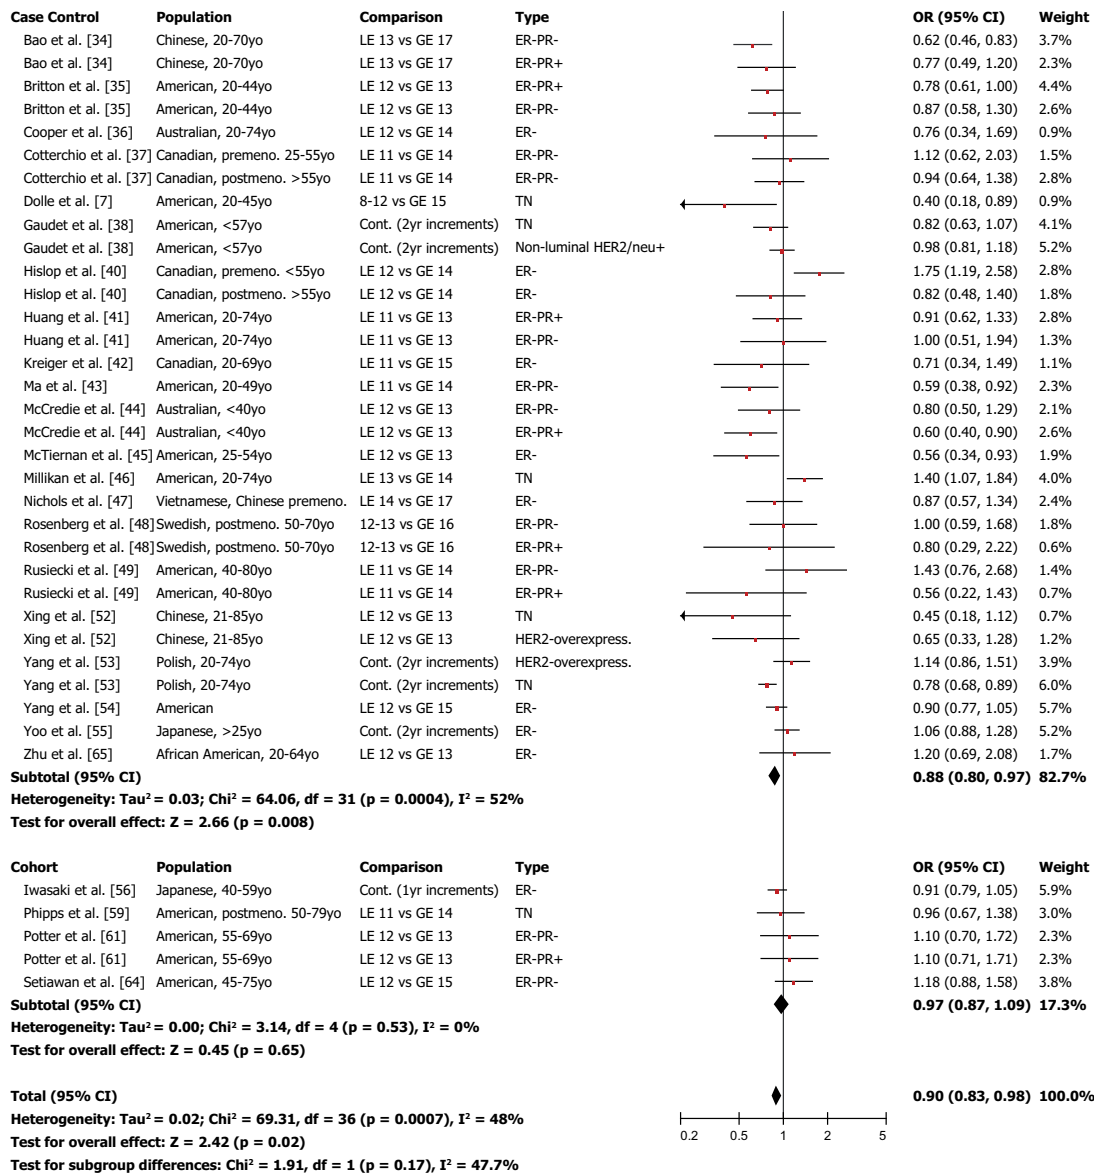 Case Control Population Comparison Type OR (95% CI) Weight
Bao et al. [34] Chinese, 20-70yo LE 13 vs GE 17 ER-PR- 0.62 (0.46, 0.83) 3.7%
Bao et al. [34] Chinese, 20-70yo LE 13 vs GE 17 ER-PR+ 0.77 (0.49, 1.20) 2.3%
Britton et al. [35] American, 20-44yo LE 12 vs GE 13 ER-PR+ 0.78 (0.61, 1.00) 4.4%
Britton et al. [35] American, 20-44yo LE 12 vs GE 13 ER-PR- 0.87 (0.58, 1.30) 2.6%
Cooper et al. [36] Australian, 20-74yo LE 12 vs GE 14 ER- 0.76 (0.34, 1.69) 0.9%
Cotterchio et al. [37] Canadian, premeno. 25-55yo LE 11 vs GE 14 ER-PR- 1.12 (0.62, 2.03) 1.5%
Cotterchio et al. [37] Canadian, postmeno. >55yo LE 11 vs GE 14 ER-PR- 0.94 (0.64, 1.38) 2.8%
Dolle et al. [7] American, 20-45yo 8-12 vs GE 15 TN 0.40 (0.18, 0.89) 0.9%
Gaudet et al. [38] American, <57yo Cont. (2yr increments) TN 0.82 (0.63, 1.07) 4.1%
Gaudet et al. [38] American, <57yo Cont. (2yr increments) Non-luminal HER2/neu+ 0.98 (0.81, 1.18) 5.2%
Hislop et al. [40] Canadian, premeno. <55yo LE 12 vs GE 14 ER- 1.75 (1.19, 2.58) 2.8%
Hislop et al. [40] Canadian, postmeno. >55yo LE 12 vs GE 14 ER- 0.82 (0.48, 1.40) 1.8%
Huang et al. [41] American, 20-74yo LE 11 vs GE 13 ER-PR+ 0.91 (0.62, 1.33) 2.8%
Huang et al. [41] American, 20-74yo LE 11 vs GE 13 ER-PR- 1.00 (0.51, 1.94) 1.3%
Kreiger et al. [42] Canadian, 20-69yo LE 11 vs GE 15 ER- 0.71 (0.34, 1.49) 1.1%
Ma et al. [43] American, 20-49yo LE 11 vs GE 14 ER-PR- 0.59 (0.38, 0.92) 2.3%
McCredie et al. [44] Australian, <40yo LE 12 vs GE 13 ER-PR- 0.80 (0.50, 1.29) 2.1%
McCredie et al. [44] Australian, <40yo LE 12 vs GE 13 ER-PR+ 0.60 (0.40, 0.90) 2.6%
McTiernan et al. [45] American, 25-54yo LE 12 vs GE 13 ER- 0.56 (0.34, 0.93) 1.9%
Millikan et al. [46] American, 20-74yo LE 13 vs GE 14 TN 1.40 (1.07, 1.84) 4.0%
Nichols et al. [47] Vietnamese, Chinese premeno. LE 14 vs GE 17 ER- 0.87 (0.57, 1.34) 2.4%
Rosenberg et al. [48] Swedish, postmeno. 50-70yo 12-13 vs GE 16 ER-PR- 1.00 (0.59, 1.68) 1.8%
Rosenberg et al. [48] Swedish, postmeno. 50-70yo 12-13 vs GE 16 ER-PR+ 0.80 (0.29, 2.22) 0.6%
Rusiecki et al. [49] American, 40-80yo LE 11 vs GE 14 ER-PR- 1.43 (0.76, 2.68) 1.4%
Rusiecki et al. [49] American, 40-80yo LE 11 vs GE 14 ER-PR+ 0.56 (0.22, 1.43) 0.7%
Xing et al. [52] Chinese, 21-85yo LE 12 vs GE 13 TN 0.45 (0.18, 1.12) 0.7%
Xing et al. [52] Chinese, 21-85yo LE 12 vs GE 13 HER2-overexpress. 0.65 (0.33, 1.28) 1.2%
Yang et al. [53] Polish, 20-74yo Cont. (2yr increments) HER2-overexpress. 1.14 (0.86, 1.51) 3.9%
Yang et al. [53] Polish, 20-74yo Cont. (2yr increments) TN 0.78 (0.68, 0.89) 6.0%
Yang et al. [54] American LE 12 vs GE 15 ER- 0.90 (0.77, 1.05) 5.7%
Yoo et al. [55] Japanese, >25yo Cont. (2yr increments) ER- 1.06 (0.88, 1.28) 5.2%
Zhu et al. [65] African American, 20-64yo LE 12 vs GE 13 ER- 1.20 (0.69, 2.08) 1.7%
Subtotal (95% CI) 0.88 (0.80, 0.97) 82.7%
Heterogeneity: Tau² = 0.03; Chi² = 64.06, df = 31 (p = 0.0004), I² = 52%
Test for overall effect: Z = 2.66 (p = 0.008)
Cohort Population Comparison Type OR (95% CI) Weight
Iwasaki et al. [56] Japanese, 40-59yo Cont. (1yr increments) ER- 0.91 (0.79, 1.05) 5.9%
Phipps et al. [59] American, postmeno. 50-79yo LE 11 vs GE 14 TN 0.96 (0.67, 1.38) 3.0%
Potter et al. [61] American, 55-69yo LE 12 vs GE 13 ER-PR- 1.10 (0.70, 1.72) 2.3%
Potter et al. [61] American, 55-69yo LE 12 vs GE 13 ER-PR+ 1.10 (0.71, 1.71) 2.3%
Setiawan et al. [64] American, 45-75yo LE 12 vs GE 15 ER-PR- 1.18 (0.88, 1.58) 3.8%
Subtotal (95% CI) 0.97 (0.87, 1.09) 17.3%
Heterogeneity: Tau² = 0.00; Chi² = 3.14, df = 4 (p = 0.53), I² = 0%
Test for overall effect: Z = 0.45 (p = 0.65)
Total (95% CI) 0.90 (0.83, 0.98) 100.0%
Heterogeneity: Tau² = 0.02; Chi² = 69.31, df = 36 (p = 0.0007), I² = 48%
0.2 0.5 1 2 5
Test for overall effect: Z = 2.42 (p = 0.02)
Test for subgroup differences: Chi² = 1.91, df = 1 (p = 0.17), I² = 47.7%